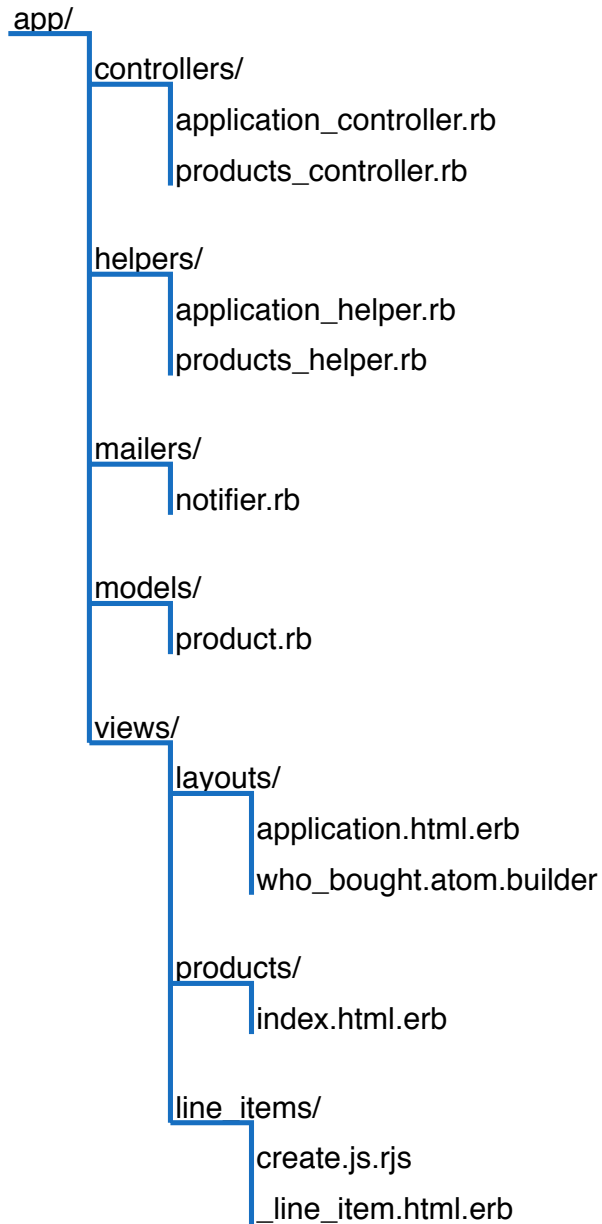 app/
controllers/
application_controller.rb
products_controller.rb
helpers/
application_helper.rb
products_helper.rb
mailers/
notifier.rb
models/
product.rb
views/
layouts/
application.html.erb
who_bought.atom.builder
products/
index.html.erb
line_items/
create.js.rjs
_line_item.html.erb